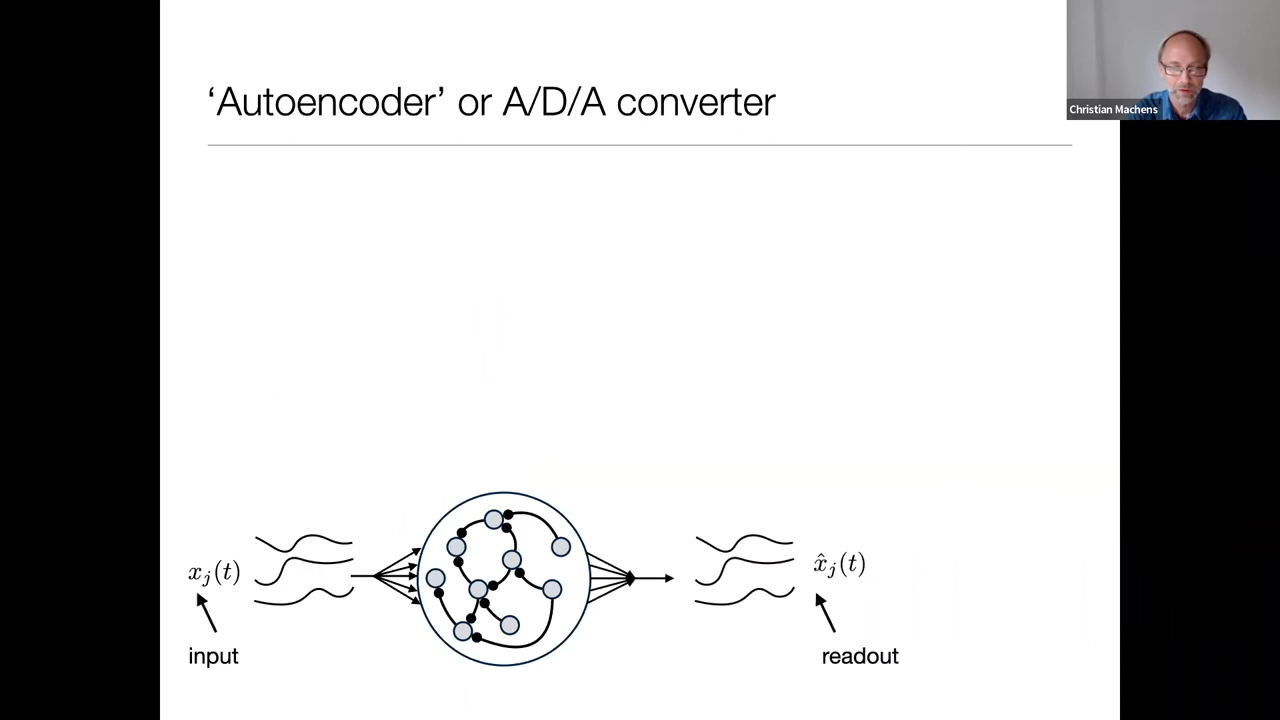 ‘Autoencoder’ or A/D/A converter
Christian Machens
x_j(t)
x̂_j(t)
input
readout